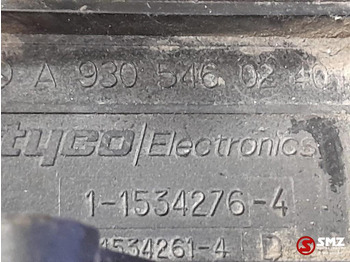 A 930 546 02 40
tyco/Electronics
1-1534276-4
1534261-4 D
SMZ